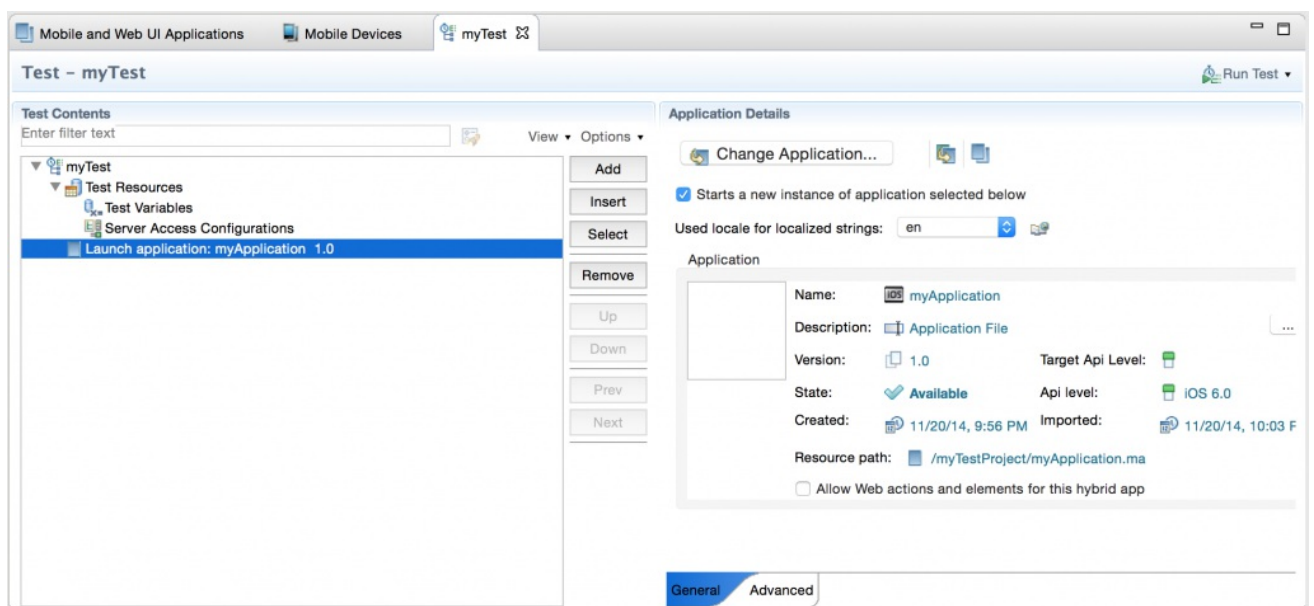 Mobile and Web UI Applications Mobile Devices myTest
Test - myTest Run Test
Test Contents
Enter filter text View Options
myTest
Test Resources
Test Variables
Server Access Configurations
Launch application: myApplication 1.0
Add
Insert
Select
Remove
Up
Down
Prev
Next
Application Details
Change Application...
Starts a new instance of application selected below
Used locale for localized strings: en
Application
Name: iOS myApplication
Description: Application File ...
Version: 1.0 Target Api Level:
State: Available Api level: iOS 6.0
Created: 11/20/14, 9:56 PM Imported: 11/20/14, 10:03 P
Resource path: /myTestProject/myApplication.ma
Allow Web actions and elements for this hybrid app
General Advanced